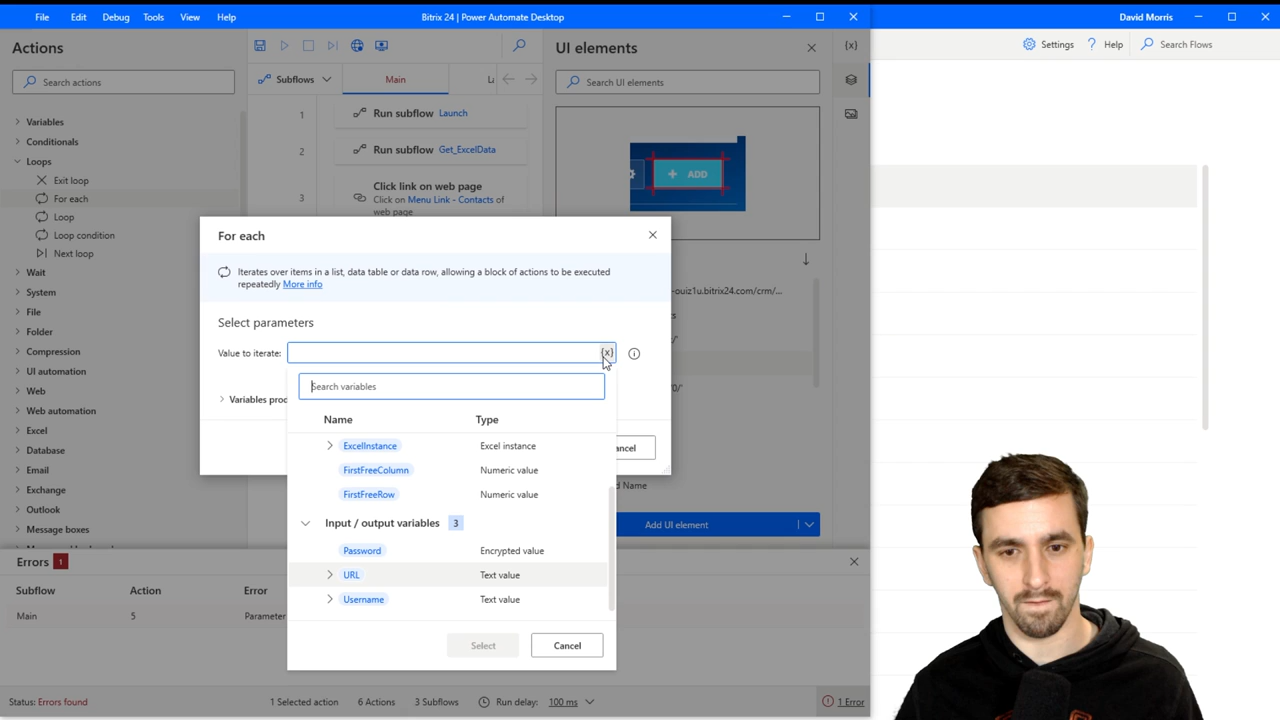 File Edit Debug Tools View Help
Bitrix 24 | Power Automate Desktop
David Morris
Actions
UI elements
{x}
Settings
Help
Search Flows
Search actions
Subflows
Main
Search UI elements
Variables
Conditionals
Loops
Exit loop
For each
Loop
Loop condition
Next loop
Wait
System
File
Folder
Compression
UI automation
Web
Web automation
Excel
Database
Email
Exchange
Outlook
Message boxes
1
Run subflow Launch
2
Run subflow Get_ExcelData
3
Click link on web page
Click on Menu Link - Contacts of
web page
+ ADD
-ouiz1u.bitrix24.com/crm/...
For each
Iterates over items in a list, data table or data row, allowing a block of actions to be executed
repeatedly More info
Select parameters
Value to iterate:
{x}
Search variables
Name Type
ExcelInstance Excel instance
FirstFreeColumn Numeric value
FirstFreeRow Numeric value
Input / output variables 3
Password Encrypted value
URL Text value
Username Text value
Select Cancel
Add UI element
Errors 1
Subflow Action Error
Main 5 Parameter
Status: Errors found
1 Selected action
6 Actions
3 Subflows
Run delay: 100 ms
1 Error